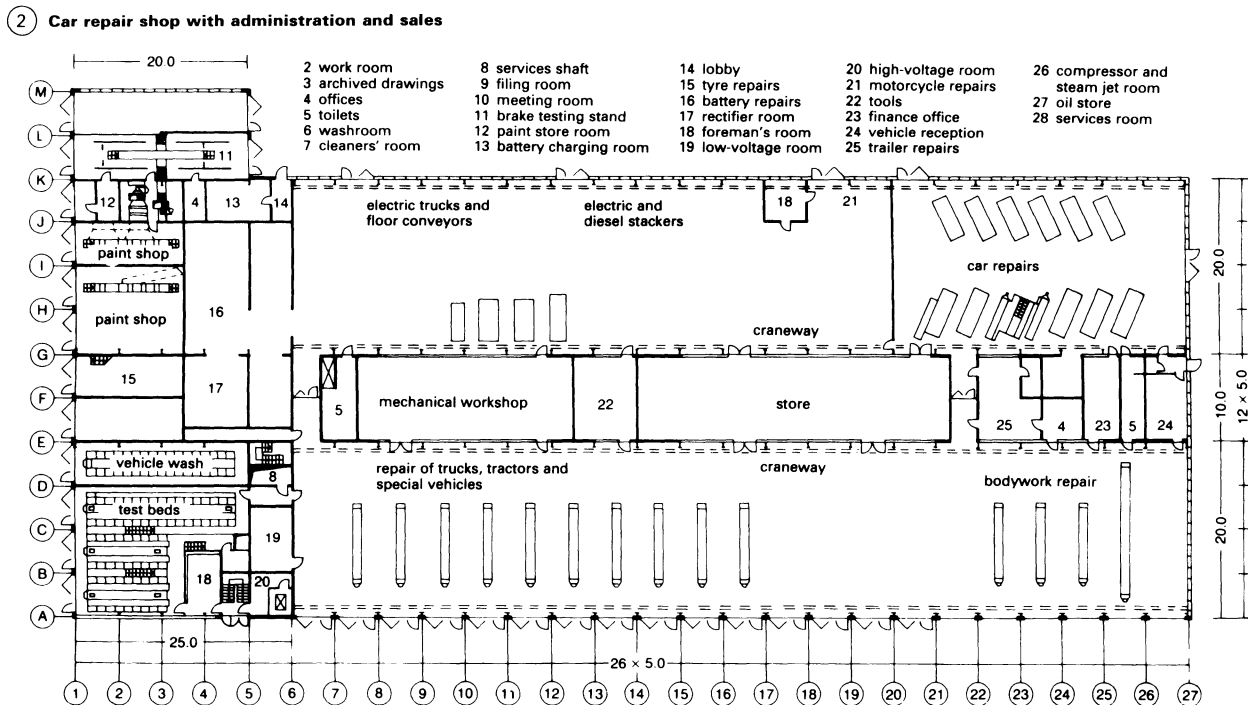 2 Car repair shop with administration and sales
20.0
2 work room
3 archived drawings
4 offices
5 toilets
6 washroom
7 cleaners' room
8 services shaft
9 filing room
10 meeting room
11 brake testing stand
12 paint store room
13 battery charging room
14 lobby
15 tyre repairs
16 battery repairs
17 rectifier room
18 foreman's room
19 low-voltage room
20 high-voltage room
21 motorcycle repairs
22 tools
23 finance office
24 vehicle reception
25 trailer repairs
26 compressor and
steam jet room
27 oil store
28 services room
M
L
11
K
12
4
13
14
electric trucks and
floor conveyors
electric and
diesel stackers
18
21
J
paint shop
I
car repairs
20.0
H
paint shop
16
craneway
G
15
17
F
5
mechanical workshop
22
store
25
4
23
5
24
10.0
12 × 5.0
E
vehicle wash
8
repair of trucks, tractors and
special vehicles
craneway
bodywork repair
D
test beds
C
19
20.0
B
18
20
A
25.0
26 × 5.0
1 2 3 4 5 6 7 8 9 10 11 12 13 14 15 16 17 18 19 20 21 22 23 24 25 26 27